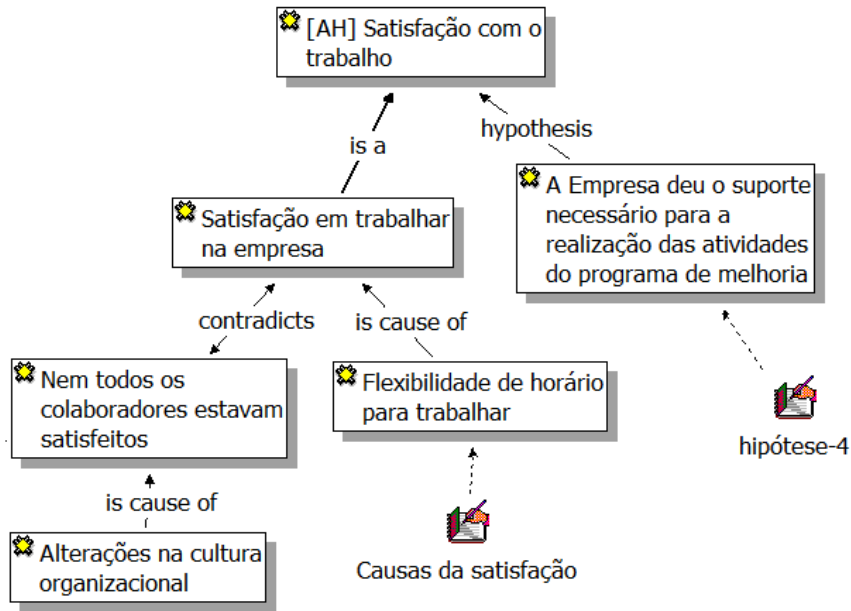 [AH] Satisfação com o
trabalho
is a
hypothesis
Satisfação em trabalhar
na empresa
A Empresa deu o suporte
necessário para a
realização das atividades
do programa de melhoria
contradicts
is cause of
Nem todos os
colaboradores estavam
satisfeitos
Flexibilidade de horário
para trabalhar
hipótese-4
is cause of
Alterações na cultura
organizacional
Causas da satisfação